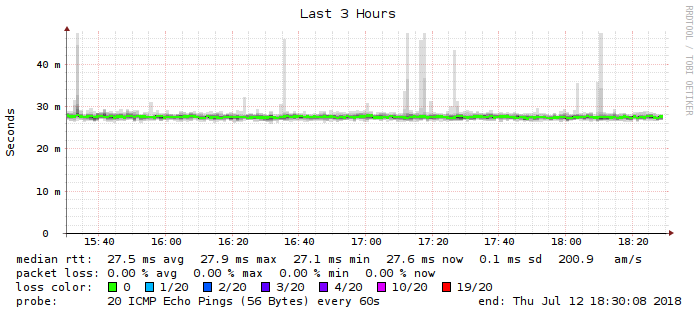 Last 3 Hours
RRDTOOL / TOBI OETIKER
Seconds
40 m
30 m
20 m
10 m
0
15:40 16:00 16:20 16:40 17:00 17:20 17:40 18:00 18:20
median rtt: 27.5 ms avg 27.9 ms max 27.1 ms min 27.6 ms now 0.1 ms sd 200.9 am/s
packet loss: 0.00 % avg 0.00 % max 0.00 % min 0.00 % now
loss color: 0 1/20 2/20 3/20 4/20 10/20 19/20
probe: 20 ICMP Echo Pings (56 Bytes) every 60s end: Thu Jul 12 18:30:08 2018